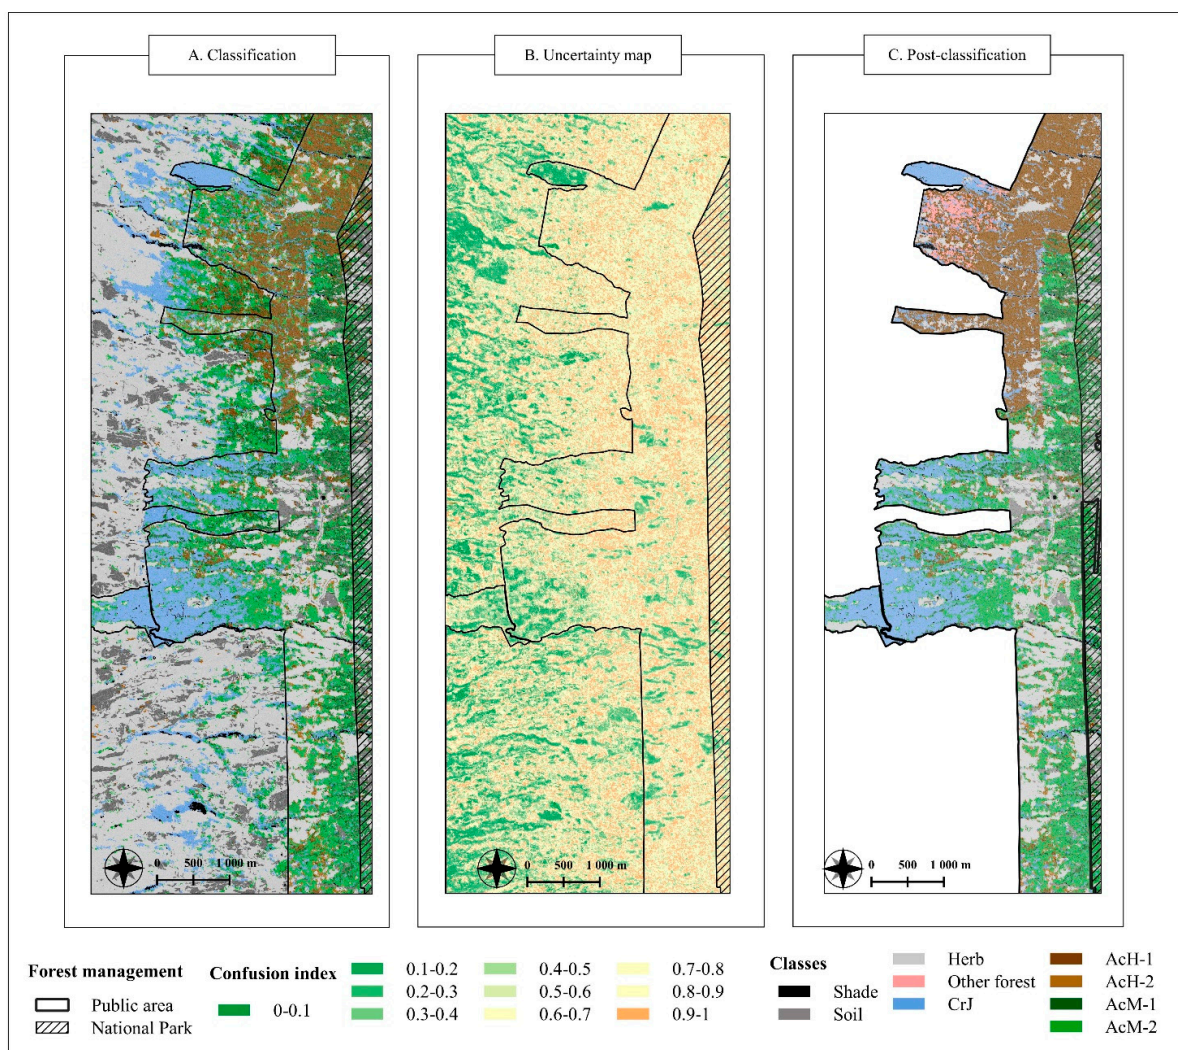 A. Classification
B. Uncertainty map
C. Post-classification
0 500 1 000 m
0 500 1 000 m
0 500 1 000 m
Forest management
Public area
National Park
Confusion index
0-0.1
0.1-0.2
0.2-0.3
0.3-0.4
0.4-0.5
0.5-0.6
0.6-0.7
0.7-0.8
0.8-0.9
0.9-1
Classes
Shade
Soil
Herb
Other forest
CrJ
AcH-1
AcH-2
AcM-1
AcM-2